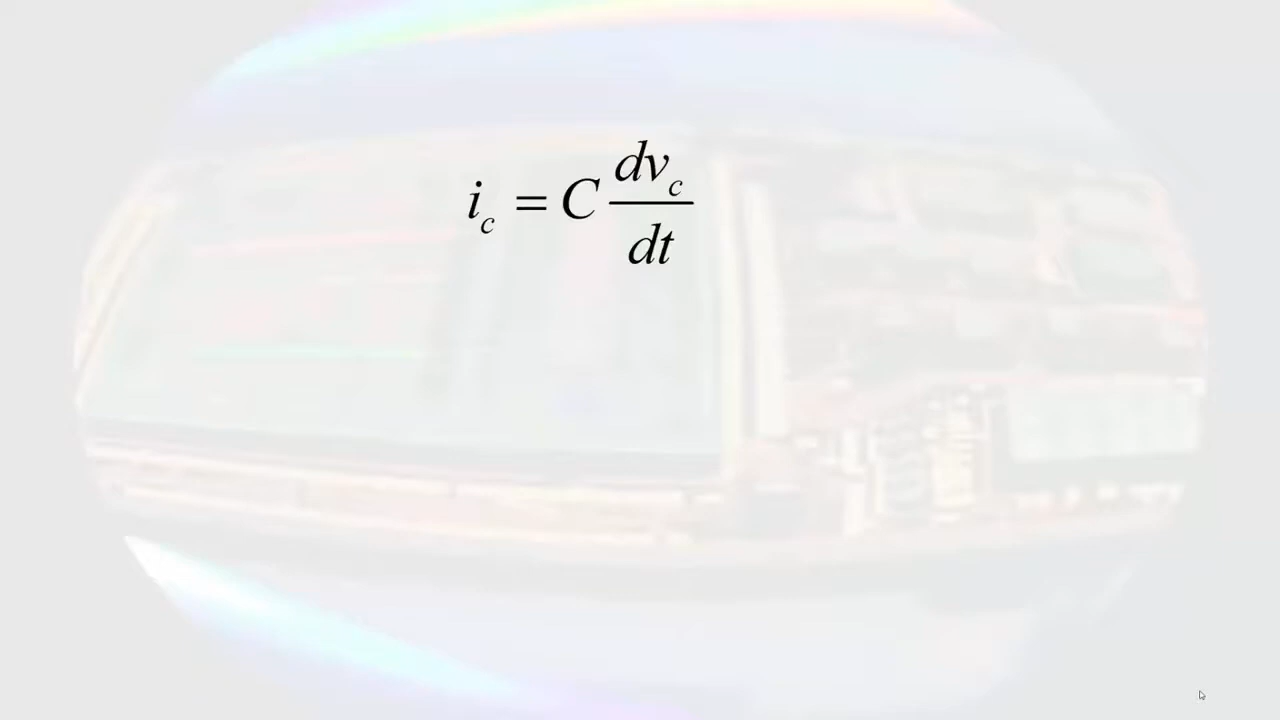 i_c = C dv_c/dt